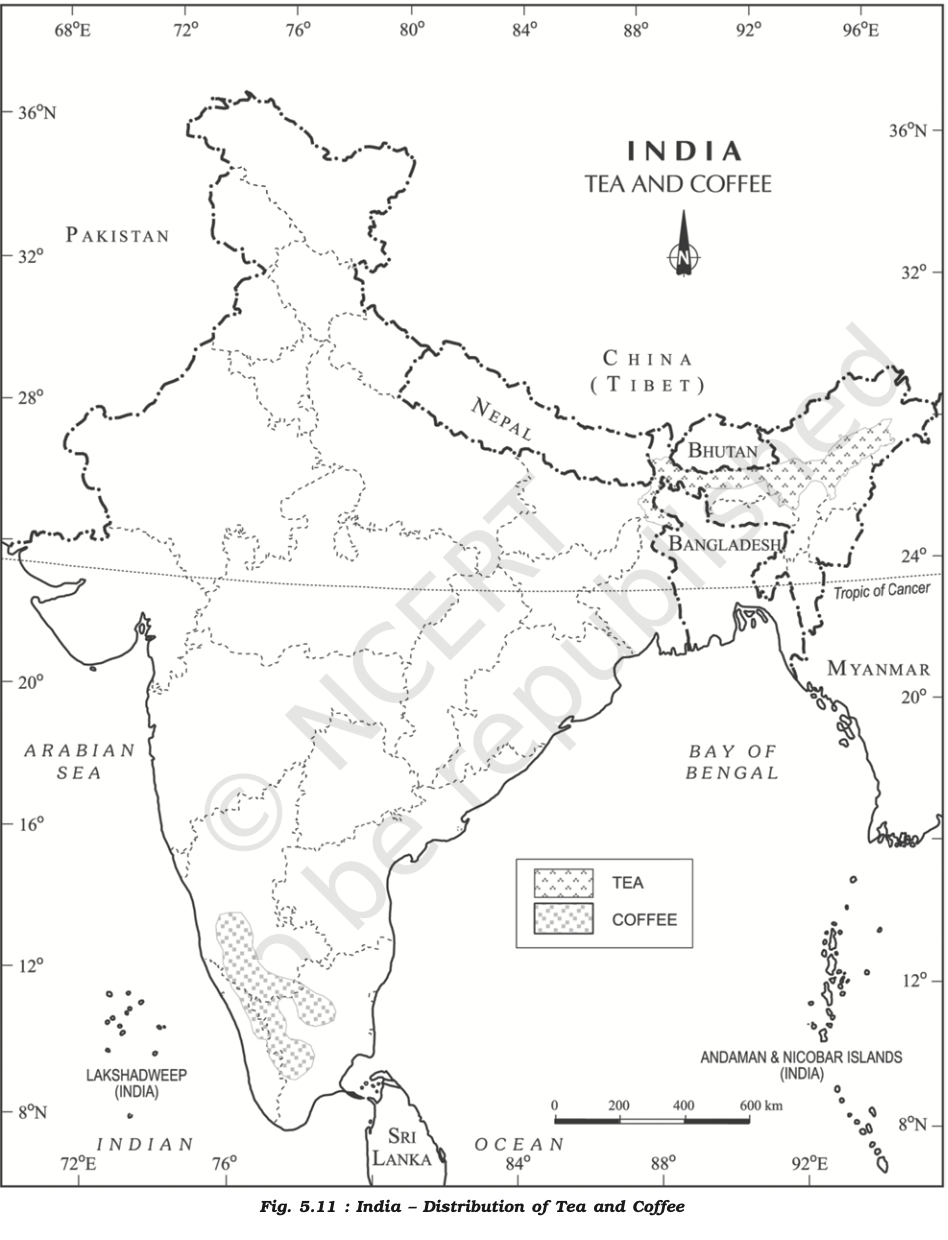 68°E 72° 76° 80° 84° 88° 92° 96°E
36°N
36°N
INDIA
TEA AND COFFEE
N
PAKISTAN
32°
32°
CHINA
(TIBET)
28°
NEPAL
BHUTAN
BANGLADESH
24°
Tropic of Cancer
20°
MYANMAR
20°
ARABIAN
SEA
BAY OF
BENGAL
© NCERT
be republished
16°
TEA
COFFEE
12°
12°
LAKSHADWEEP
(INDIA)
ANDAMAN & NICOBAR ISLANDS
(INDIA)
0 200 400 600 km
8°N
8°N
INDIAN
SRI
LANKA
OCEAN
72°E 76° 84° 88° 92°E
Fig. 5.11 : India – Distribution of Tea and Coffee